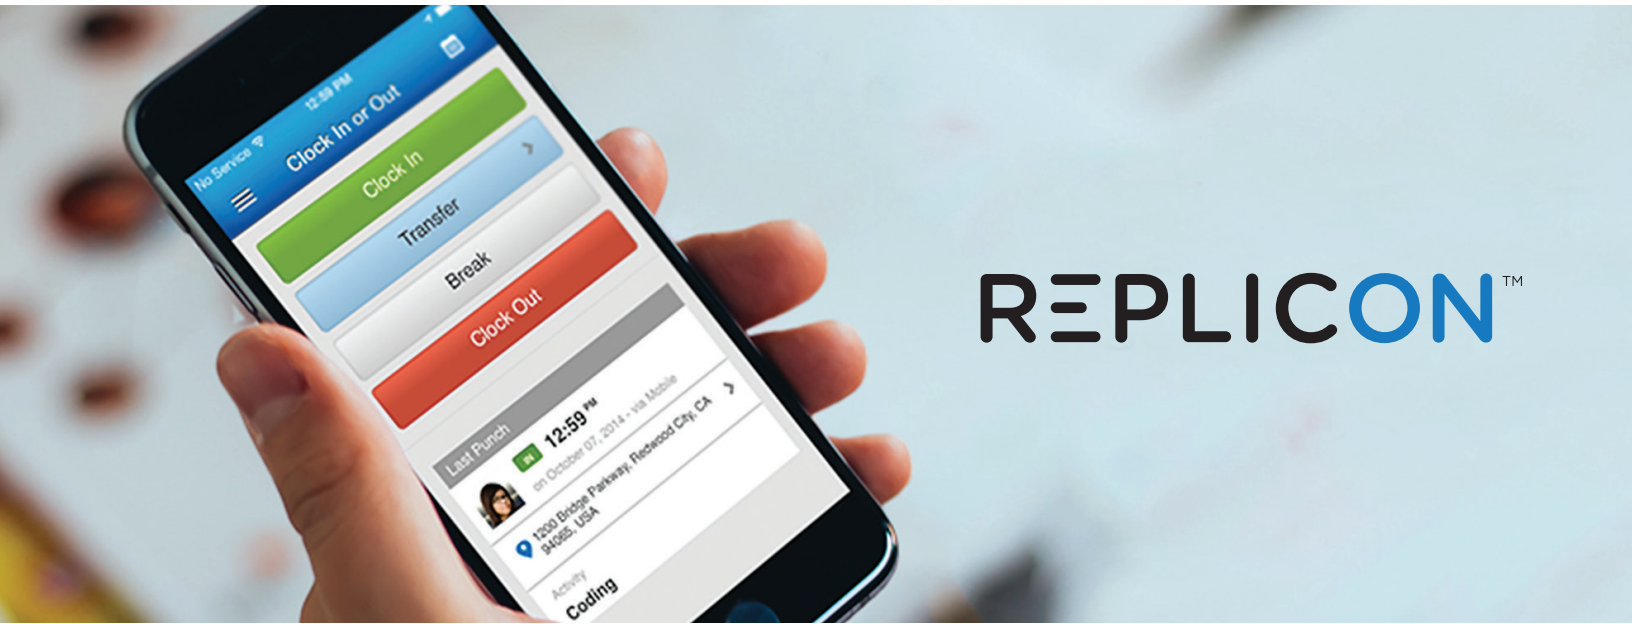 No Service 12:59 PM
Clock In or Out
Clock In
Transfer
Break
Clock Out
Last Punch
IN 12:59 PM
on October 07, 2014 - via Mobile
1200 Bridge Parkway, Redwood City, CA
94065, USA
Activity
Coding
REPLICON™